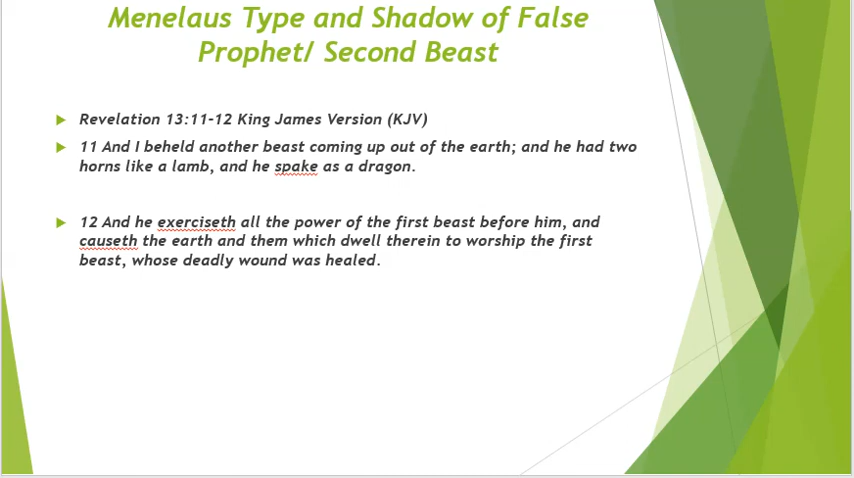 Menelaus Type and Shadow of False
Prophet/ Second Beast
Revelation 13:11-12 King James Version (KJV)
11 And I beheld another beast coming up out of the earth; and he had two
horns like a lamb, and he spake as a dragon.
12 And he exerciseth all the power of the first beast before him, and
causeth the earth and them which dwell therein to worship the first
beast, whose deadly wound was healed.